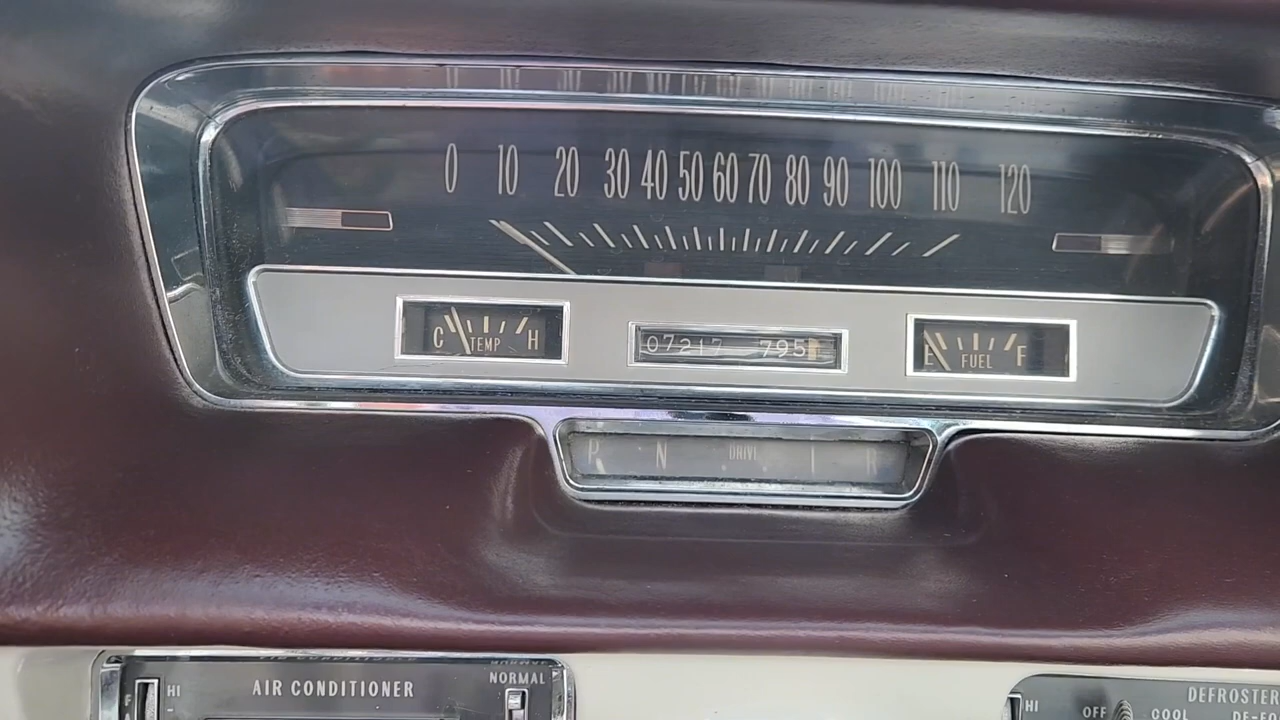 0 10 20 30 40 50 60 70 80 90 100 110 120
C TEMP H
07217 795
E FUEL F
P N DRIVE L R
AIR CONDITIONER
NORMAL
HI
F
HI
OFF
COOL
DEFROSTER